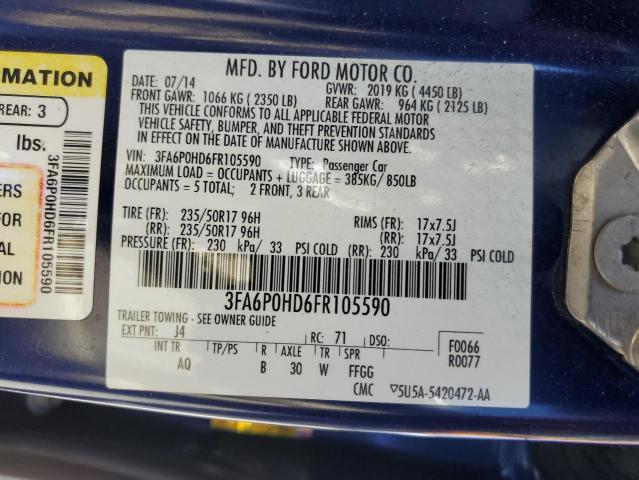 ORMATION
REAR: 3
lbs.
3FA6P0HD6FR105590
ERS
FOR
AL
ED
MFD. BY FORD MOTOR CO.
DATE: 07/14 GVWR: 2019 KG ( 4450 LB)
FRONT GAWR: 1066 KG ( 2350 LB) REAR GAWR: 964 KG ( 2125 LB)
THIS VEHICLE CONFORMS TO ALL APPLICABLE FEDERAL MOTOR
VEHICLE SAFETY, BUMPER, AND THEFT PREVENTION STANDARDS
IN EFFECT ON THE DATE OF MANUFACTURE SHOWN ABOVE.
VIN: 3FA6P0HD6FR105590 TYPE: Passenger Car
MAXIMUM LOAD = OCCUPANTS + LUGGAGE = 385KG/ 850LB
OCCUPANTS = 5 TOTAL; 2 FRONT, 3 REAR
TIRE (FR): 235/50R17 96H RIMS (FR): 17x7.5J
(RR): 235/50R17 96H (RR): 17x7.5J
PRESSURE (FR): 230 kPa/ 33 PSI COLD (RR): 230 kPa/ 33 PSI COLD
3FA6P0HD6FR105590
TRAILER TOWING - SEE OWNER GUIDE
EXT PNT: J4 RC: 71 DSO: F0066
R0077
INT TR TP/PS R AXLE TR SPR
AQ B 30 W FFGG
CMC ▽5U5A-5420472-AA